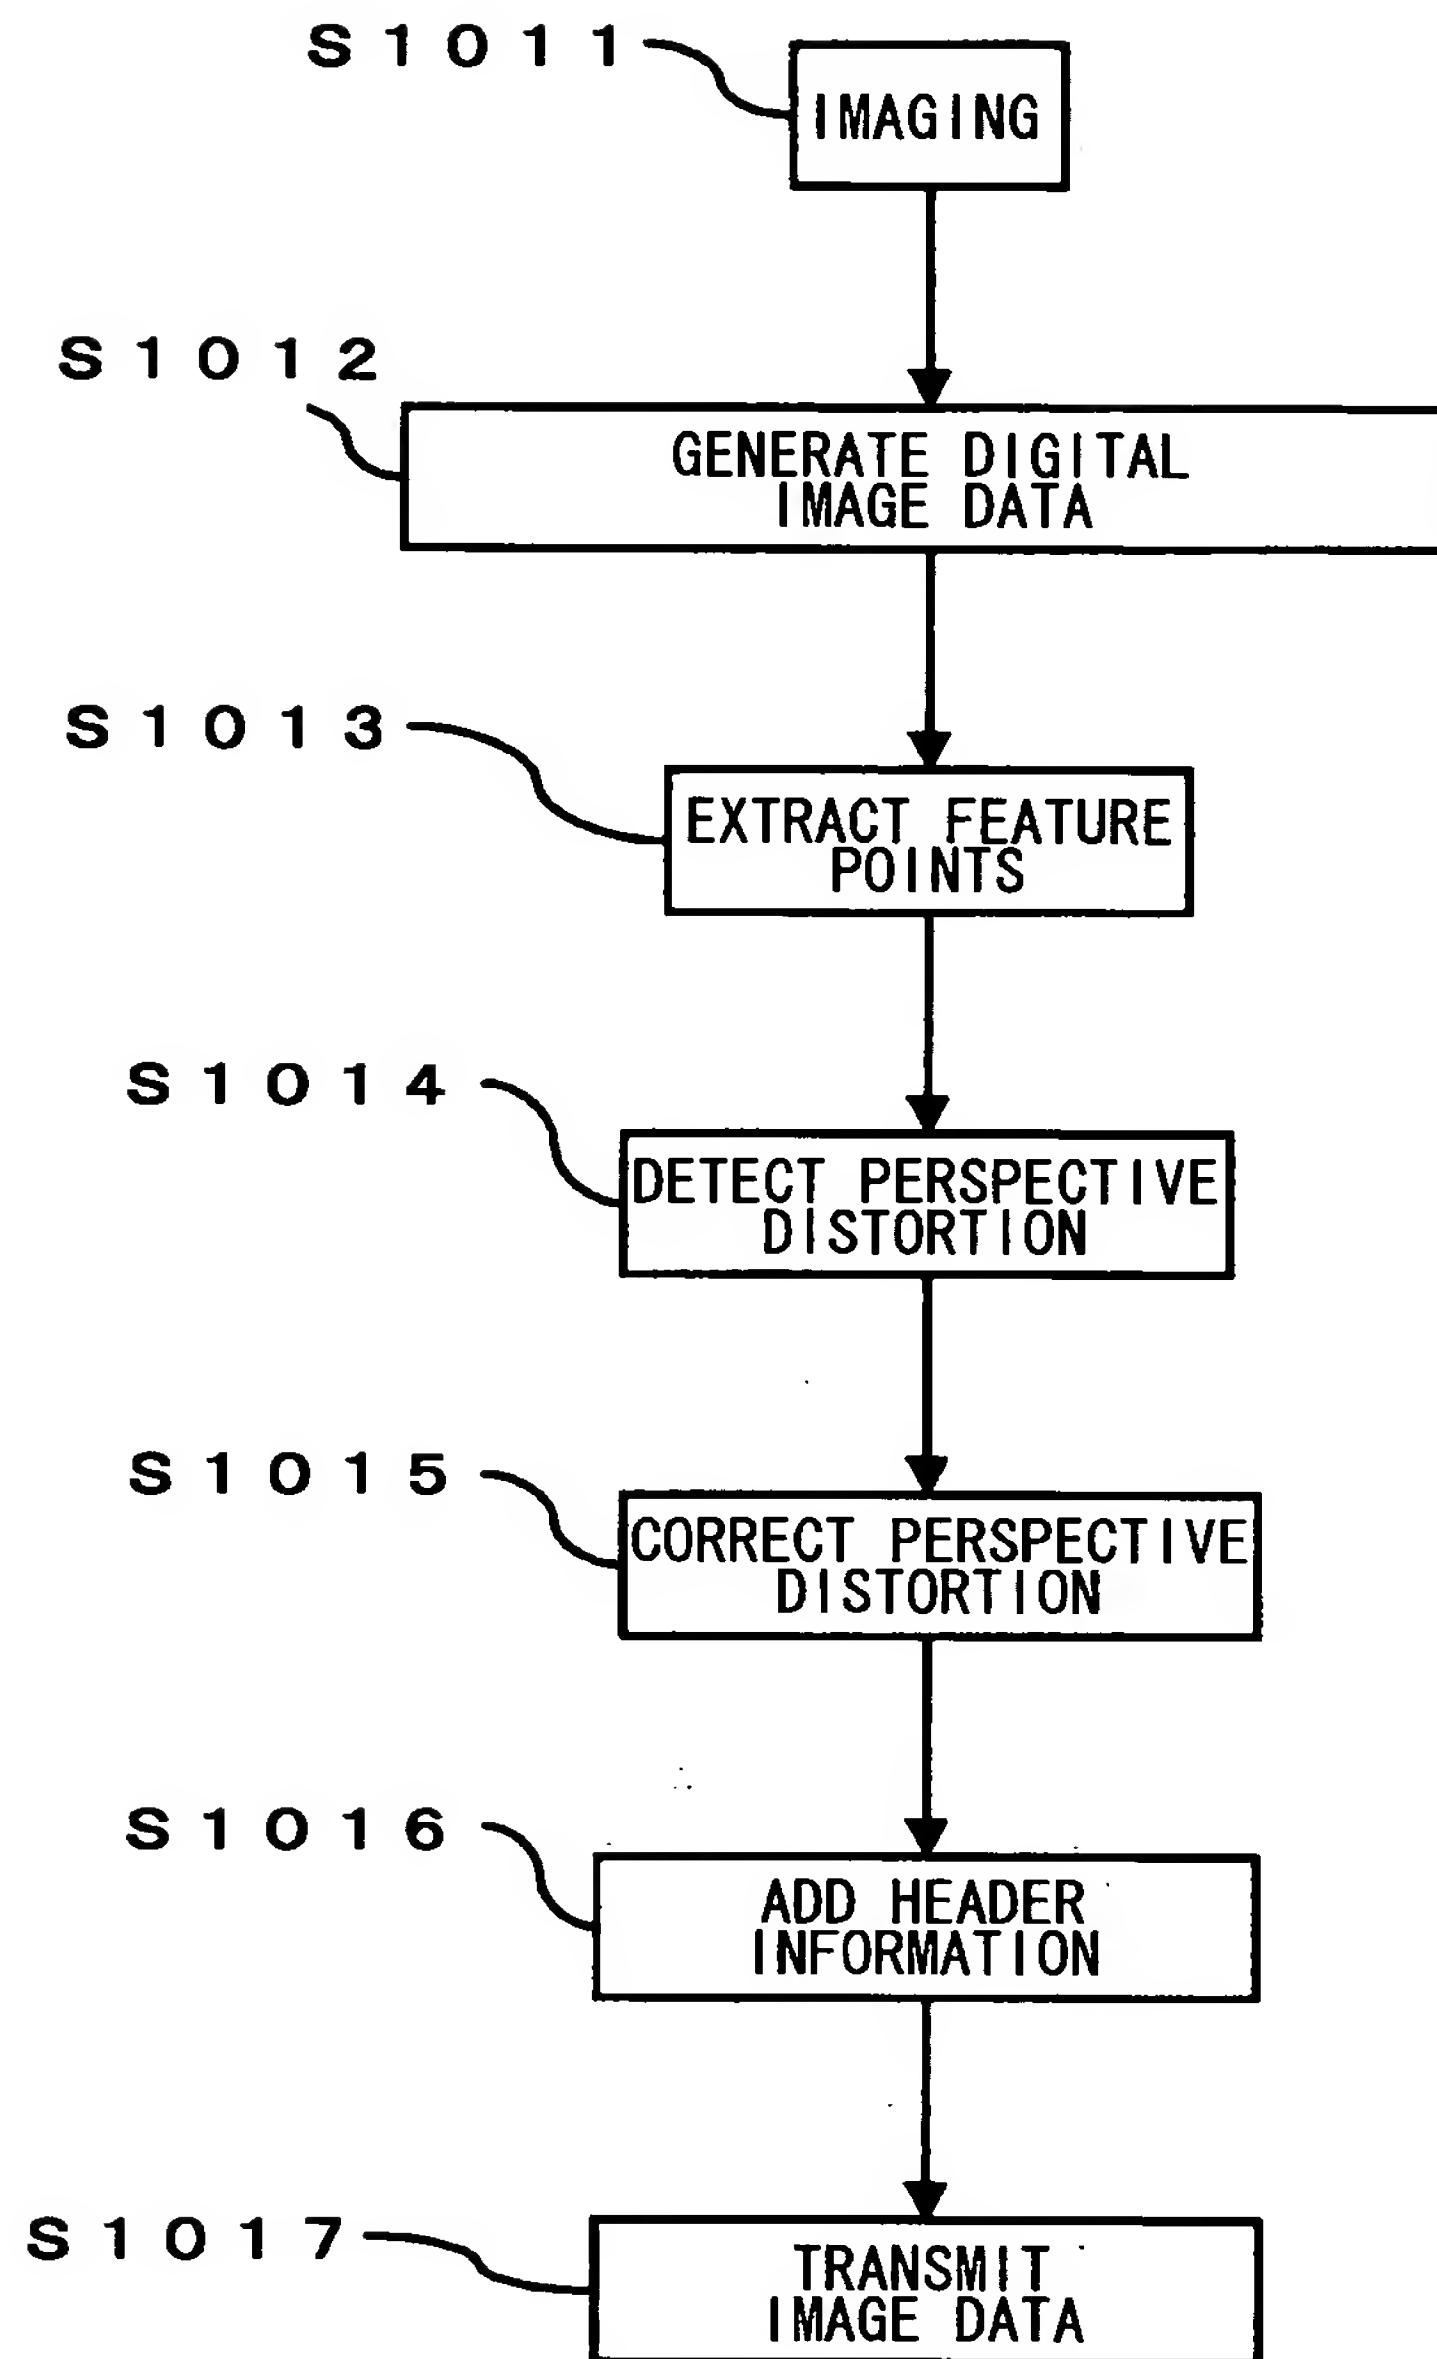 S1011
IMAGING
S1012
GENERATE DIGITAL
IMAGE DATA
S1013
EXTRACT FEATURE
POINTS
S1014
DETECT PERSPECTIVE
DISTORTION
S1015
CORRECT PERSPECTIVE
DISTORTION
S1016
ADD HEADER
INFORMATION
S1017
TRANSMIT
IMAGE DATA